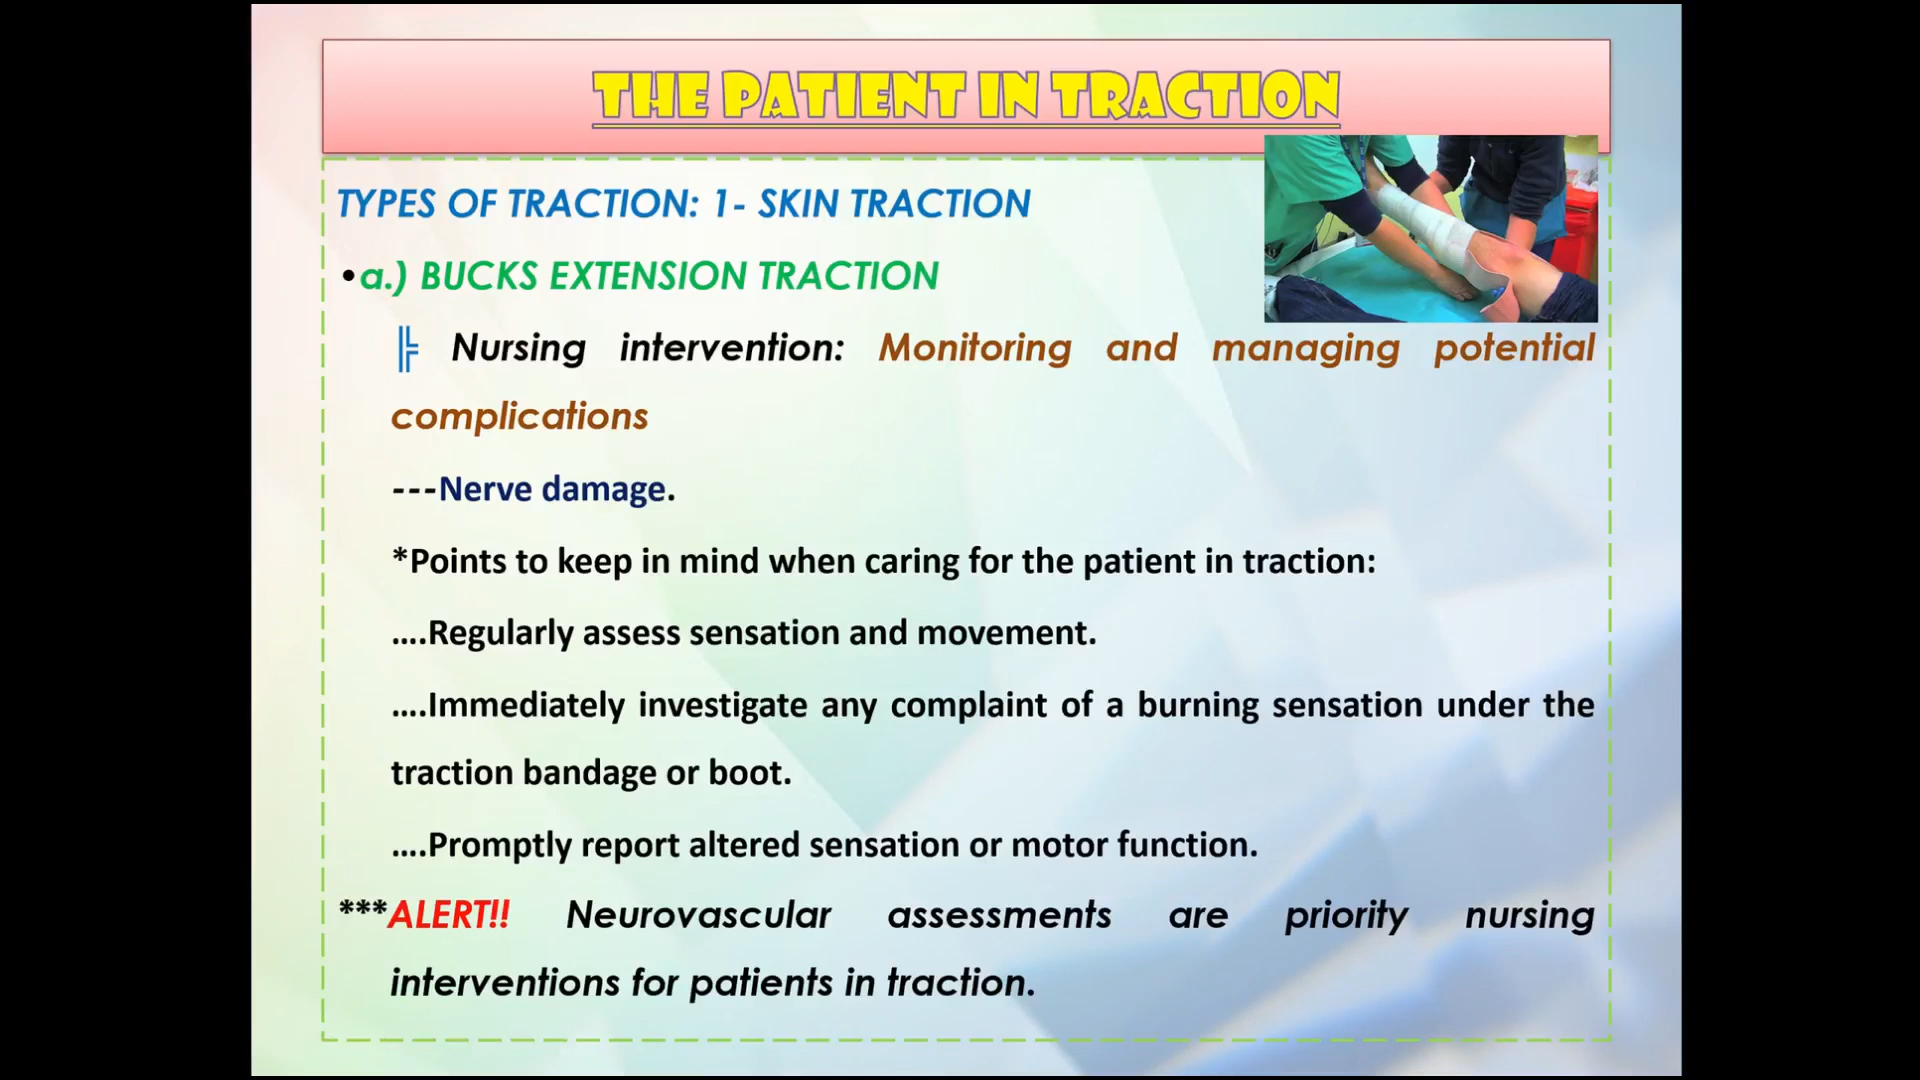 THE PATIENT IN TRACTION
TYPES OF TRACTION: 1- SKIN TRACTION
•a.) BUCKS EXTENSION TRACTION
╠ Nursing intervention: Monitoring and managing potential
complications
---Nerve damage.
*Points to keep in mind when caring for the patient in traction:
....Regularly assess sensation and movement.
....Immediately investigate any complaint of a burning sensation under the
traction bandage or boot.
....Promptly report altered sensation or motor function.
***ALERT!! Neurovascular assessments are priority nursing
interventions for patients in traction.